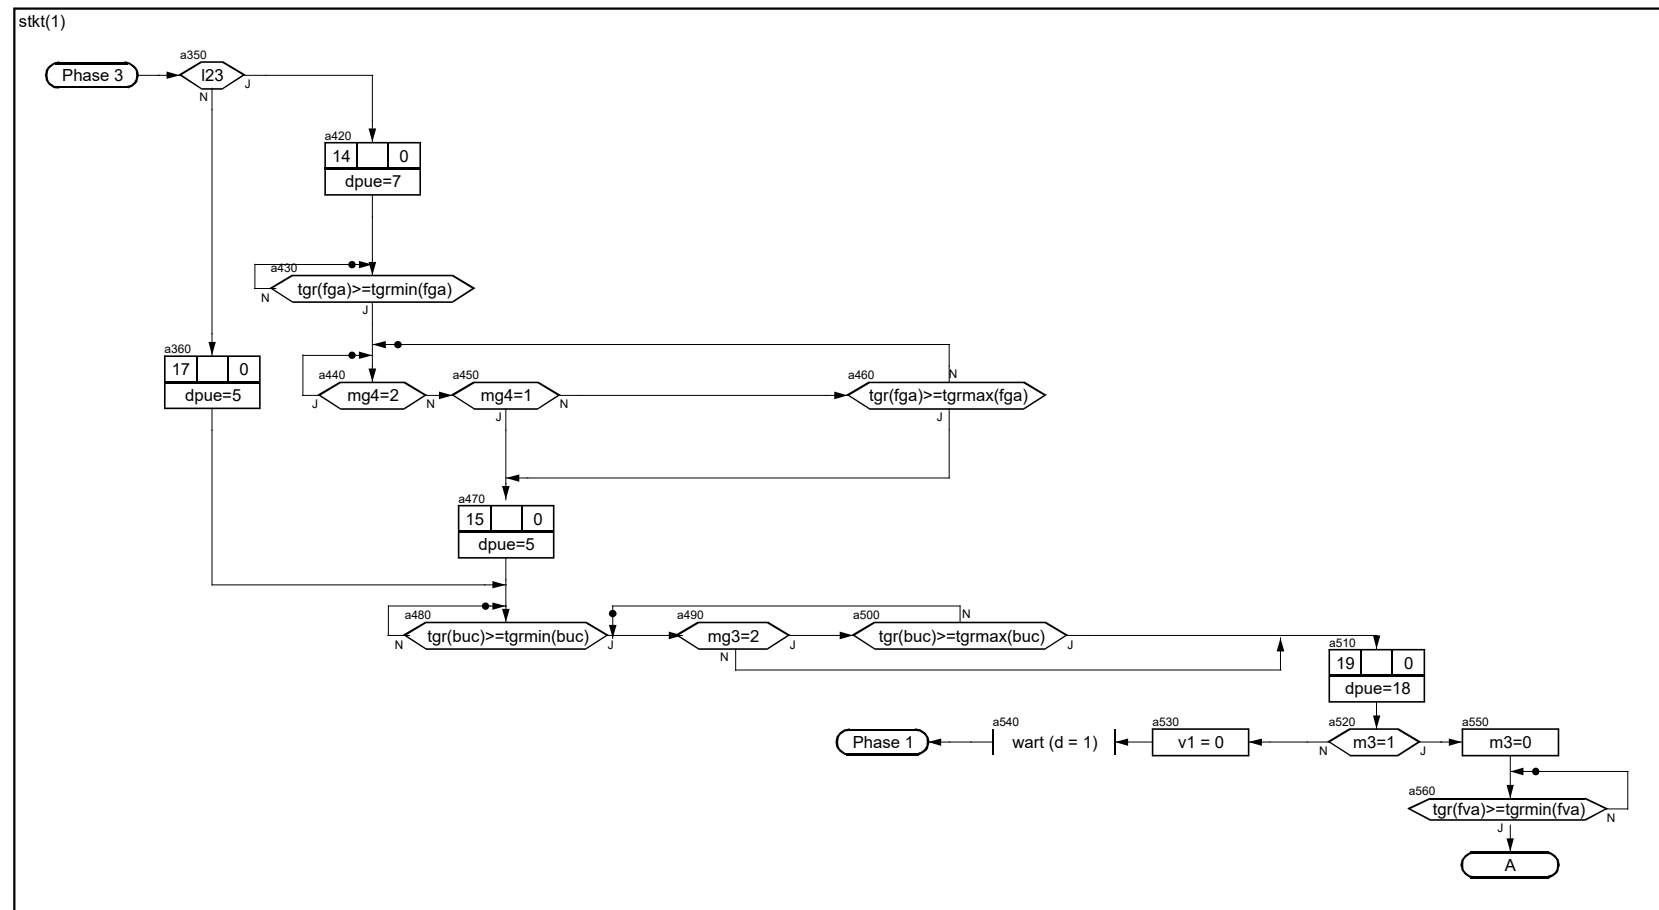 stkt(1)
a350
Phase 3
l23
N
J
a420
14 0
dpue=7
a430
tgr(fga)>=tgrmin(fga)
N
J
a360
17 0
dpue=5
a440
mg4=2
J
N
a450
mg4=1
N
J
a460
N
tgr(fga)>=tgrmax(fga)
J
a470
15 0
dpue=5
a480
tgr(buc)>=tgrmin(buc)
N
J
a490
mg3=2
N
J
a500
N
tgr(buc)>=tgrmax(buc)
J
a510
19 0
dpue=18
Phase 1
a540
wart (d = 1)
a530
v1 = 0
a520
m3=1
N
J
a550
m3=0
a560
tgr(fva)>=tgrmin(fva)
N
J
A